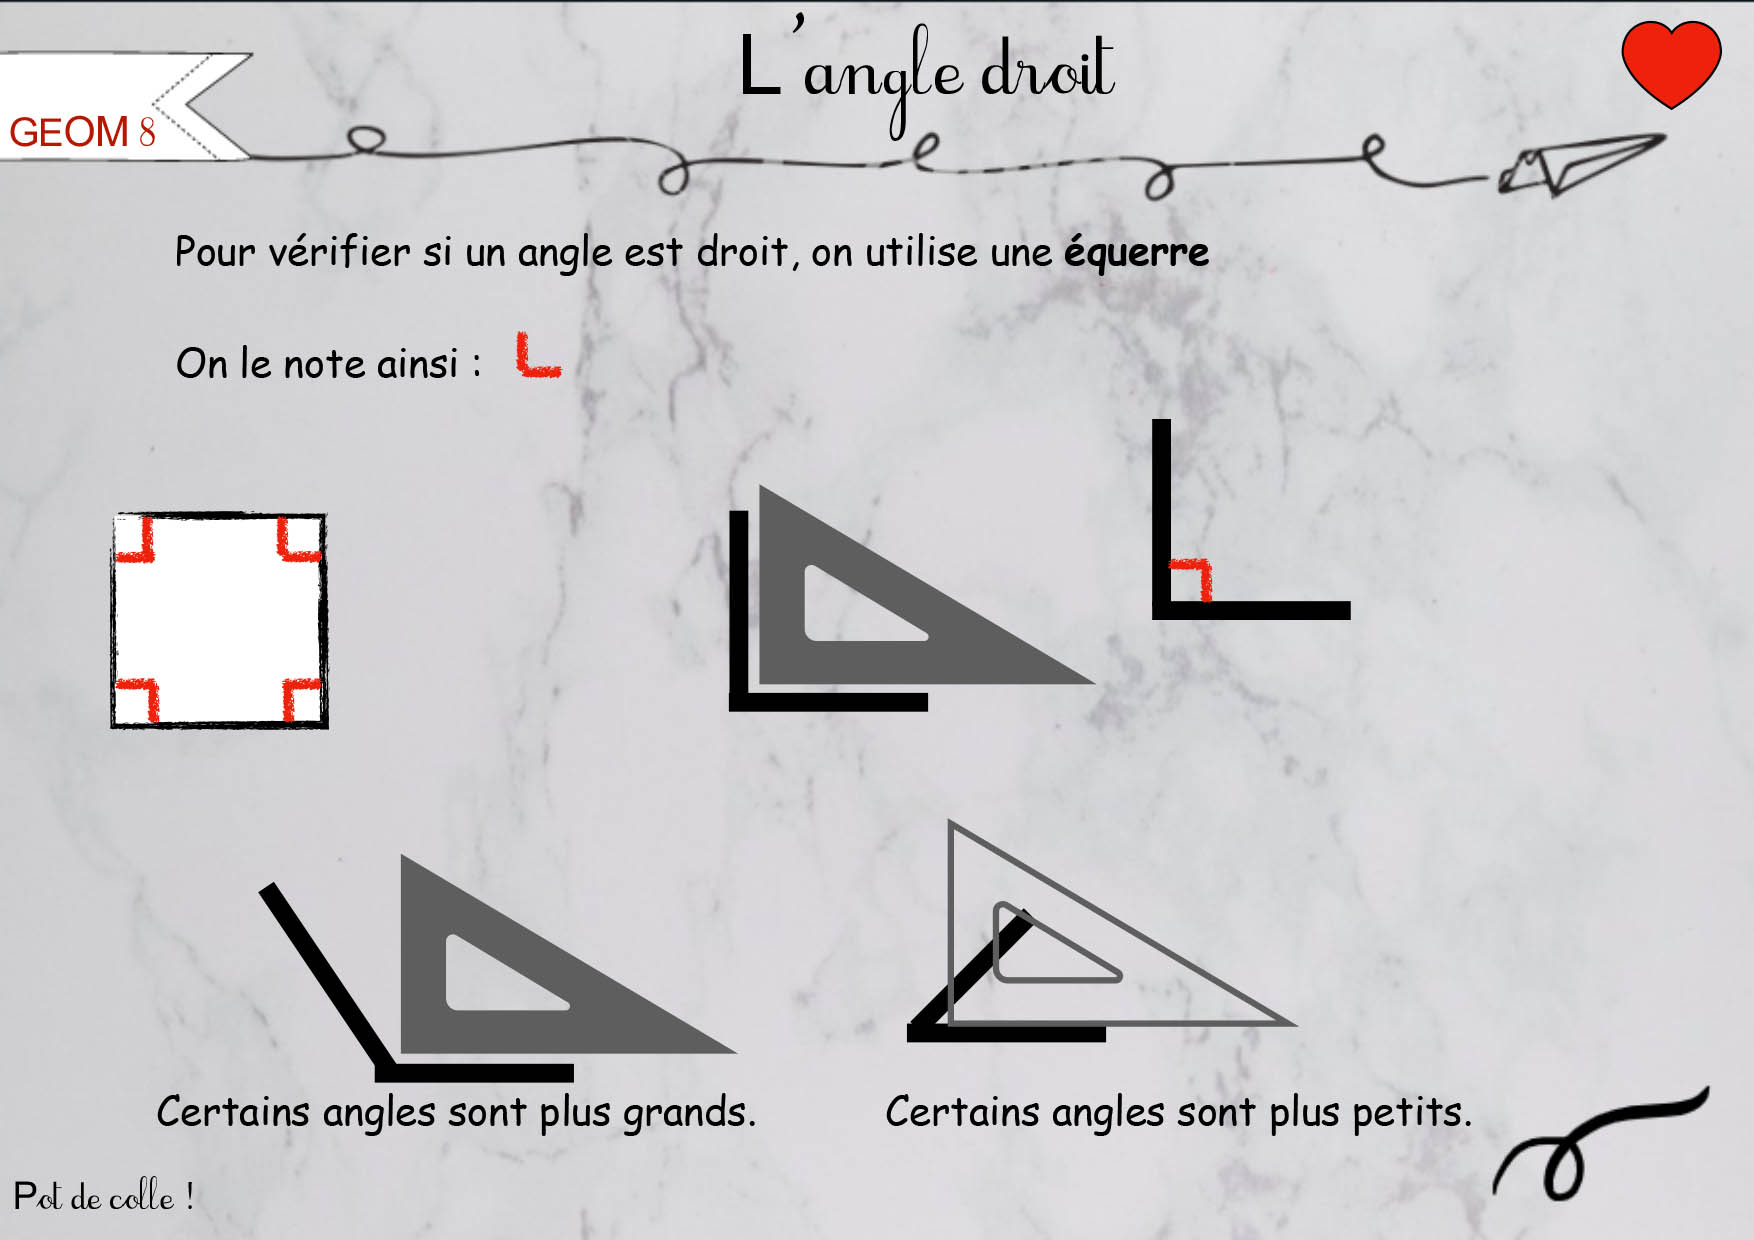 L'angle droit
GEOM 8
Pour vérifier si un angle est droit, on utilise une équerre
On le note ainsi :
Certains angles sont plus grands.
Certains angles sont plus petits.
Pot de colle !